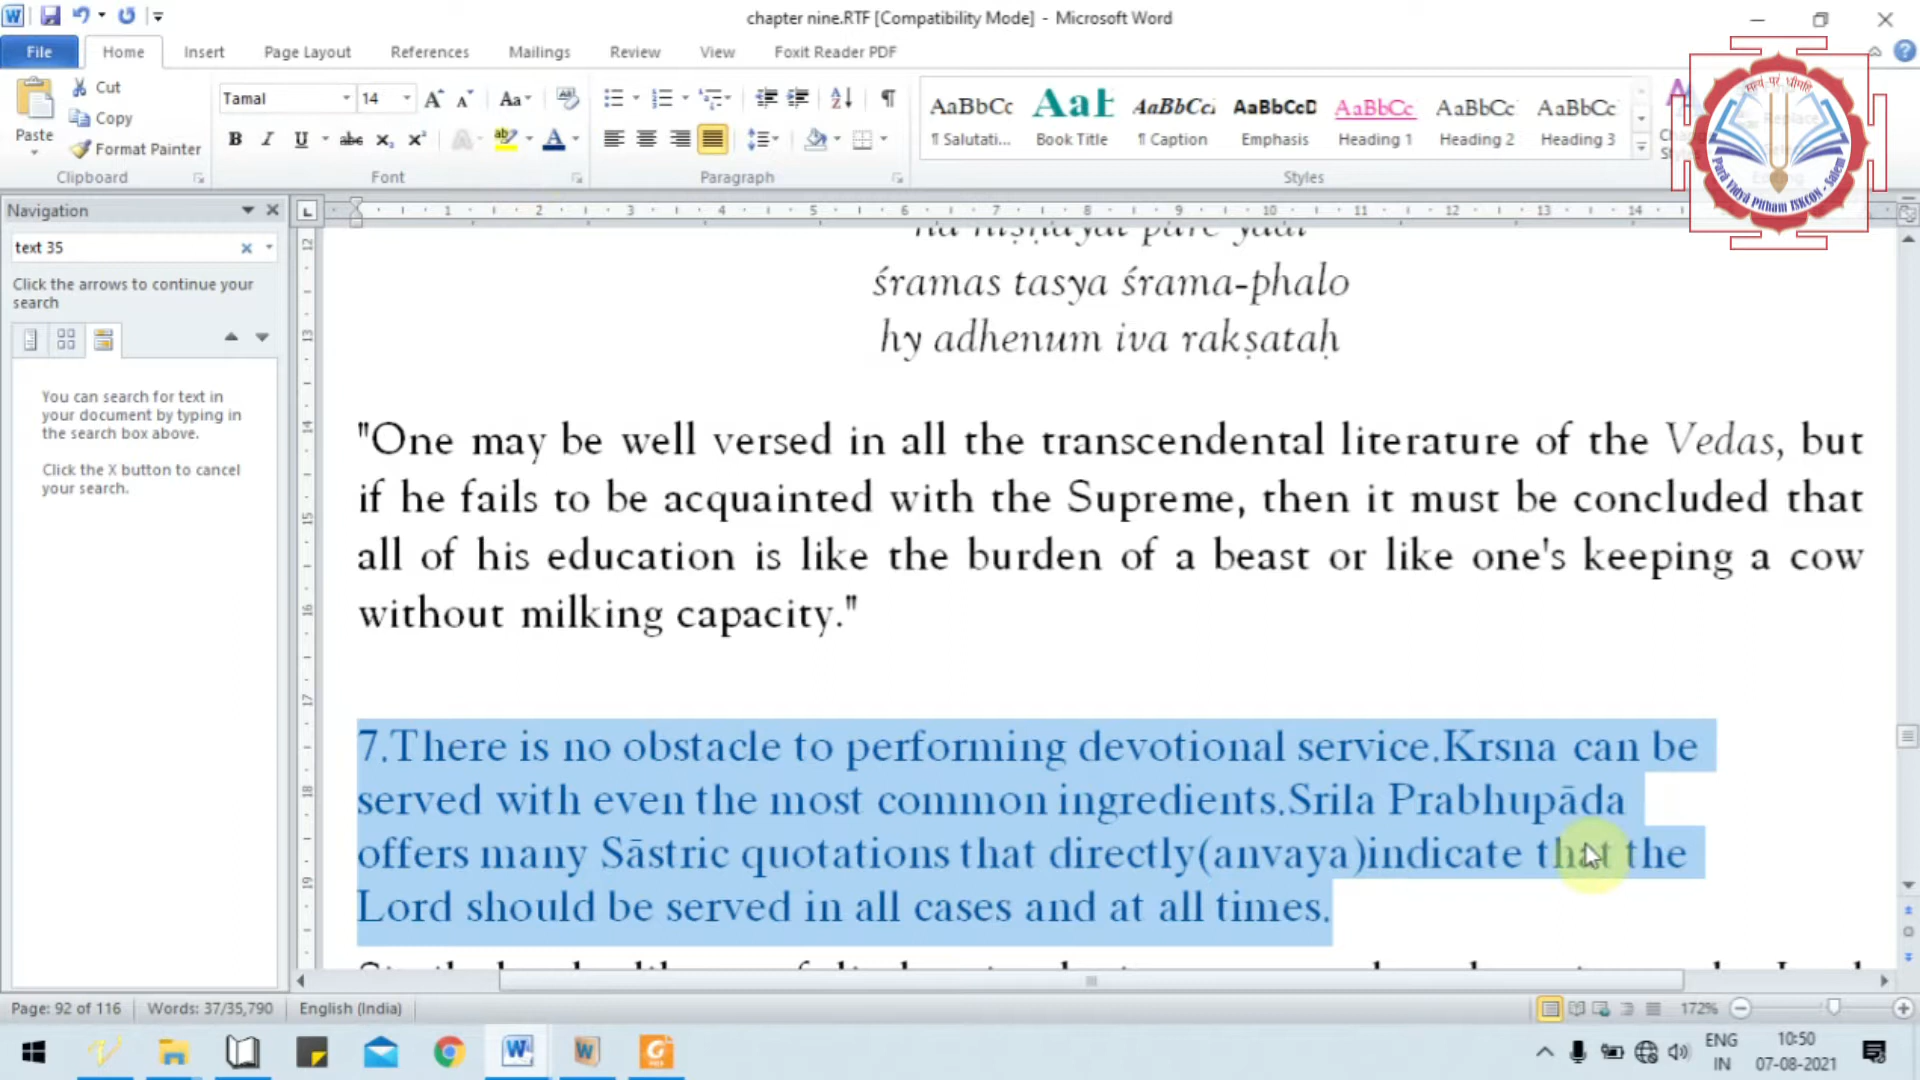 chapter nine.RTF [Compatibility Mode] - Microsoft Word
File Home Insert Page Layout References Mailings Review View Foxit Reader PDF
Cut
Copy
Format Painter
Paste
Clipboard
Tamal 14
Font
Paragraph
AaBbCc AaBbCc AaBbCcD AaBbCc AaBbCc AaBbCc
¶ Salutati... Book Title ¶ Caption Emphasis Heading 1 Heading 2 Heading 3
Styles
Replace
Para Vidya Pitham ISKCON - Salem
Navigation
text 35
Click the arrows to continue your
search
You can search for text in
your document by typing in
the search box above.
Click the X button to cancel
your search.
śramas tasya śrama-phalo
hy adhenum iva rakṣataḥ
"One may be well versed in all the transcendental literature of the Vedas, but
if he fails to be acquainted with the Supreme, then it must be concluded that
all of his education is like the burden of a beast or like one's keeping a cow
without milking capacity."
7.There is no obstacle to performing devotional service.Krsna can be
served with even the most common ingredients.Srila Prabhupāda
offers many Sāstric quotations that directly(anvaya)indicate that the
Lord should be served in all cases and at all times.
Page: 92 of 116 Words: 37/35,790 English (India) 172%
ENG
IN
10:50
07-08-2021